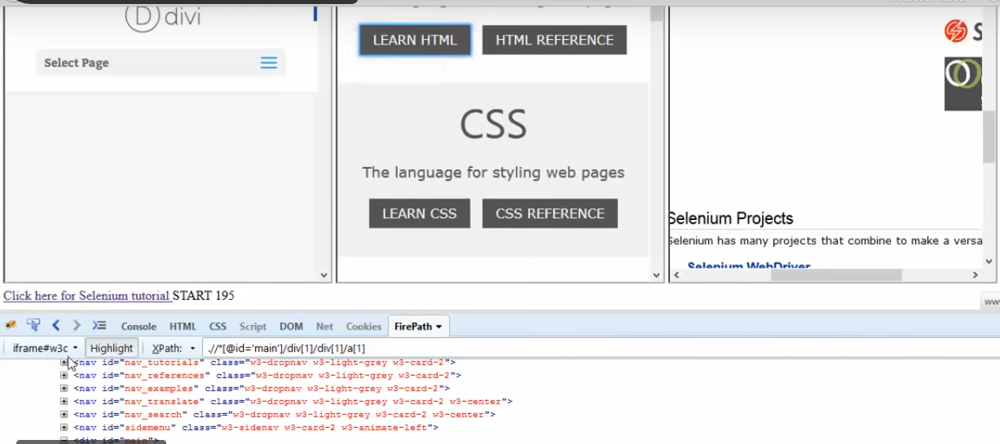 divi
Select Page
LEARN HTML
HTML REFERENCE
CSS
The language for styling web pages
LEARN CSS
CSS REFERENCE
S
Selenium Projects
Selenium has many projects that combine to make a versa
Selenium WebDriver
Click here for Selenium tutorial START 195
ww
Console HTML CSS Script DOM Net Cookies FirePath
iframe#w3c Highlight XPath: .//*[@id='main']/div[1]/div[1]/a[1]
<nav id="nav_tutorials" class="w3-dropnav w3-light-grey w3-card-2">
<nav id="nav_references" class="w3-dropnav w3-light-grey w3-card-2">
<nav id="nav_examples" class="w3-dropnav w3-light-grey w3-card-2">
<nav id="nav_translate" class="w3-dropnav w3-light-grey w3-card-2 w3-center">
<nav id="nav_search" class="w3-dropnav w3-light-grey w3-card-2 w3-center">
<nav id="sidemenu" class="w3-sidenav w3-card-2 w3-animate-left">
<div id="main">